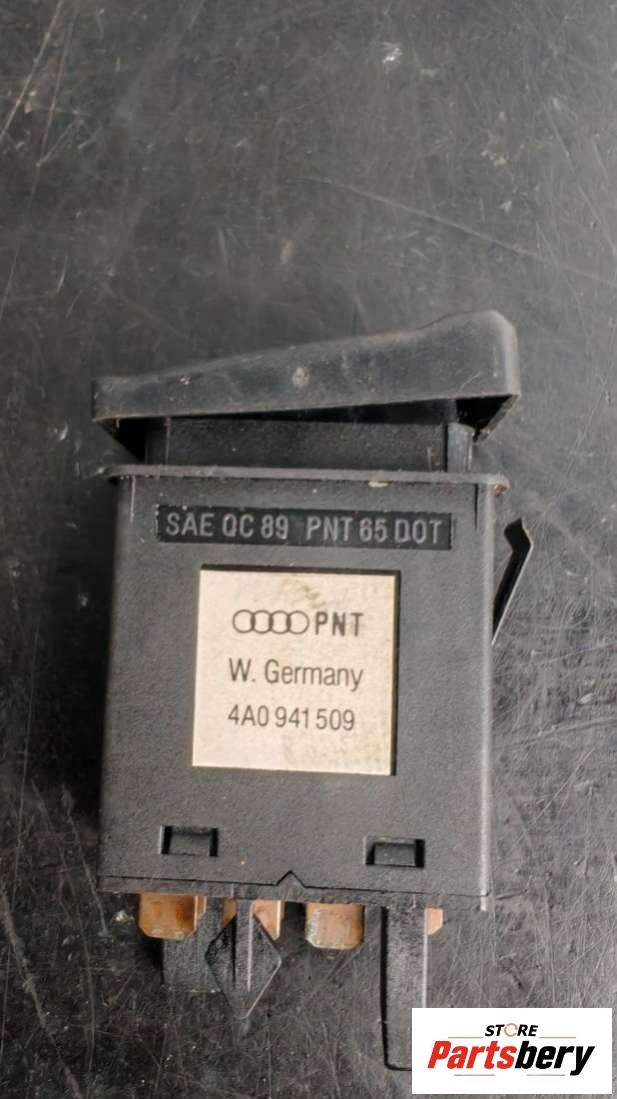 SAE QC 89 PNT 65 DOT
PNT
W. Germany
4A0 941 509
STORE
Partsbery